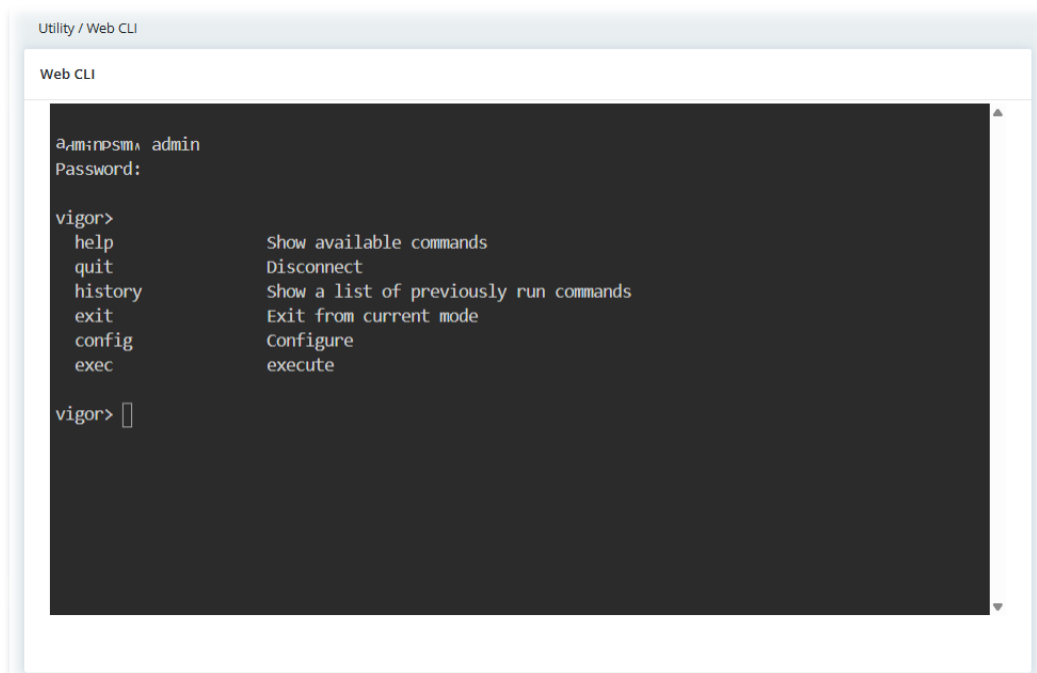 Utility / Web CLI
Web CLI
admin
Password:
vigor>
help Show available commands
quit Disconnect
history Show a list of previously run commands
exit Exit from current mode
config Configure
exec execute
vigor>